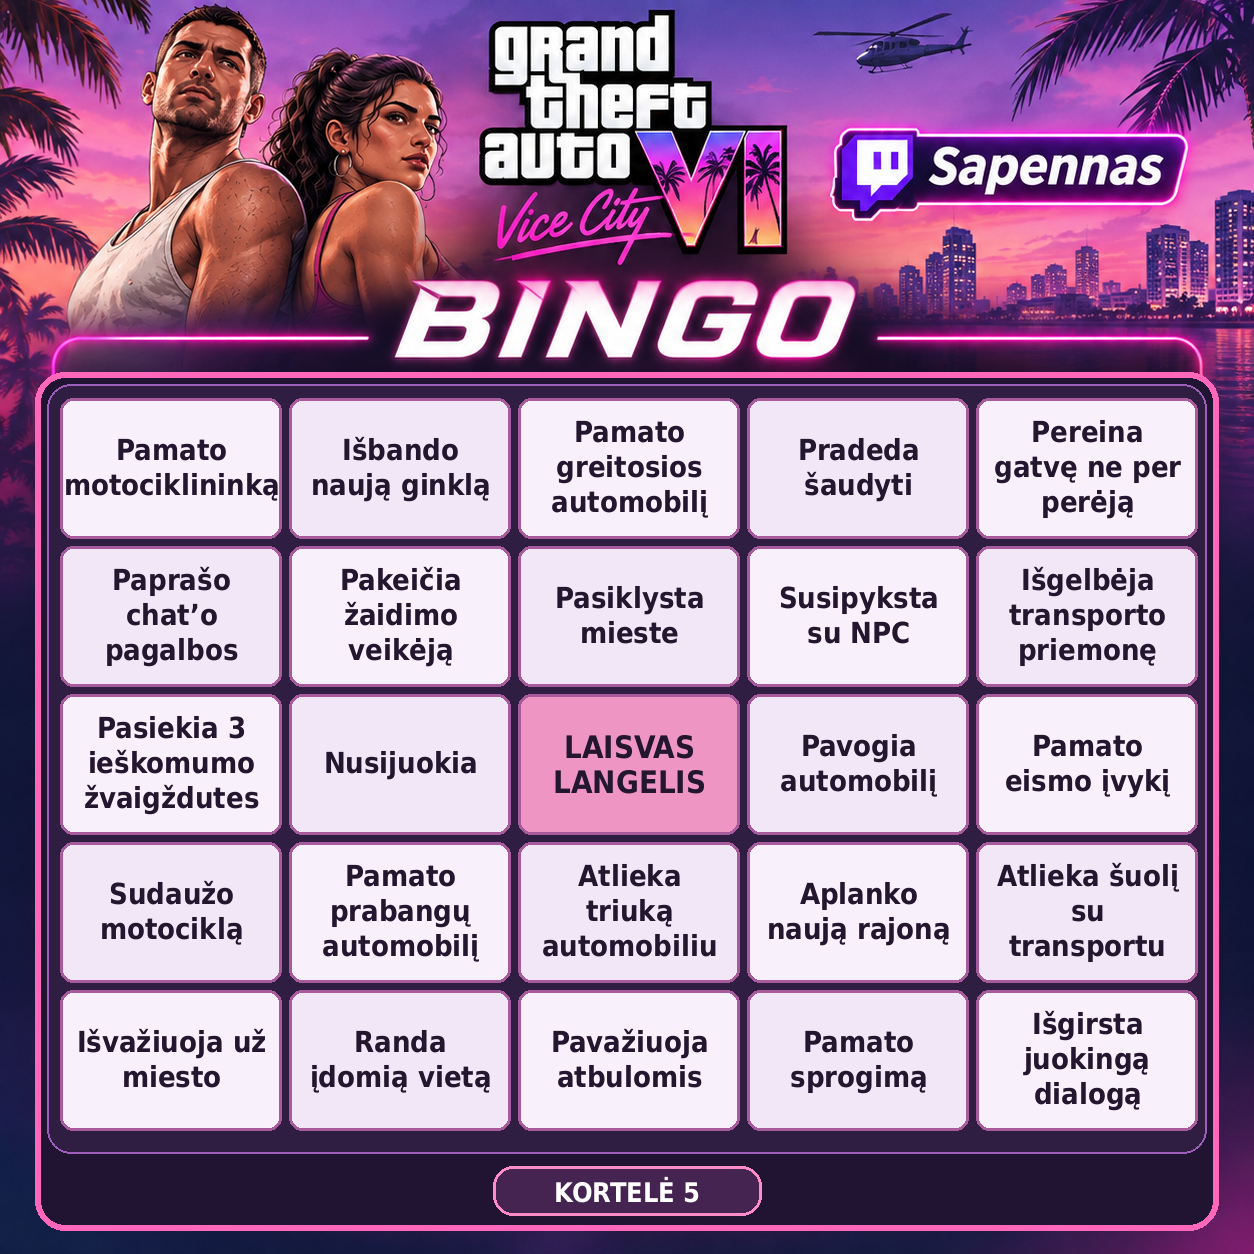 grand
theft
auto VI
Vice City
Sapennas
BINGO
Pamato
motociklininką
Išbando
naują ginklą
Pamato
greitosios
automobilį
Pradeda
šaudyti
Pereina
gatvę ne per
perėją
Paprašo
chat’o
pagalbos
Pakeičia
žaidimo
veikėją
Pasiklysta
mieste
Susipyksta
su NPC
Išgelbėja
transporto
priemonę
Pasiekia 3
ieškomumo
žvaigždutes
Nusijuokia
LAISVAS
LANGELIS
Pavogia
automobilį
Pamato
eismo įvykį
Sudaužo
motociklą
Pamato
prabangų
automobilį
Atlieka
triuką
automobiliu
Aplanko
naują rajoną
Atlieka šuolį
su
transportu
Išvažiuoja už
miesto
Randa
įdomią vietą
Pavažiuoja
atbulomis
Pamato
sprogimą
Išgirsta
juokingą
dialogą
KORTELĖ 5